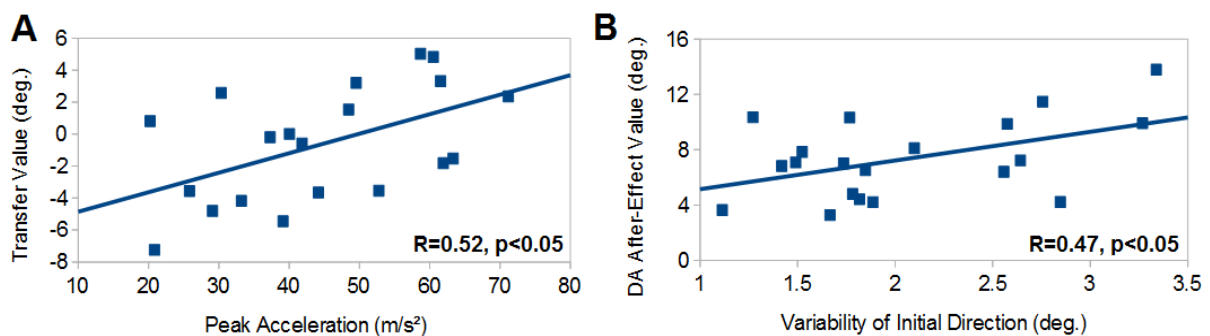 A
Transfer Value (deg.)
6
4
2
0
-2
-4
-6
-8
R=0.52, p<0.05
10 20 30 40 50 60 70 80
Peak Acceleration (m/s²)
B
DA After-Effect Value (deg.)
16
12
8
4
0
R=0.47, p<0.05
1 1.5 2 2.5 3 3.5
Variability of Initial Direction (deg.)